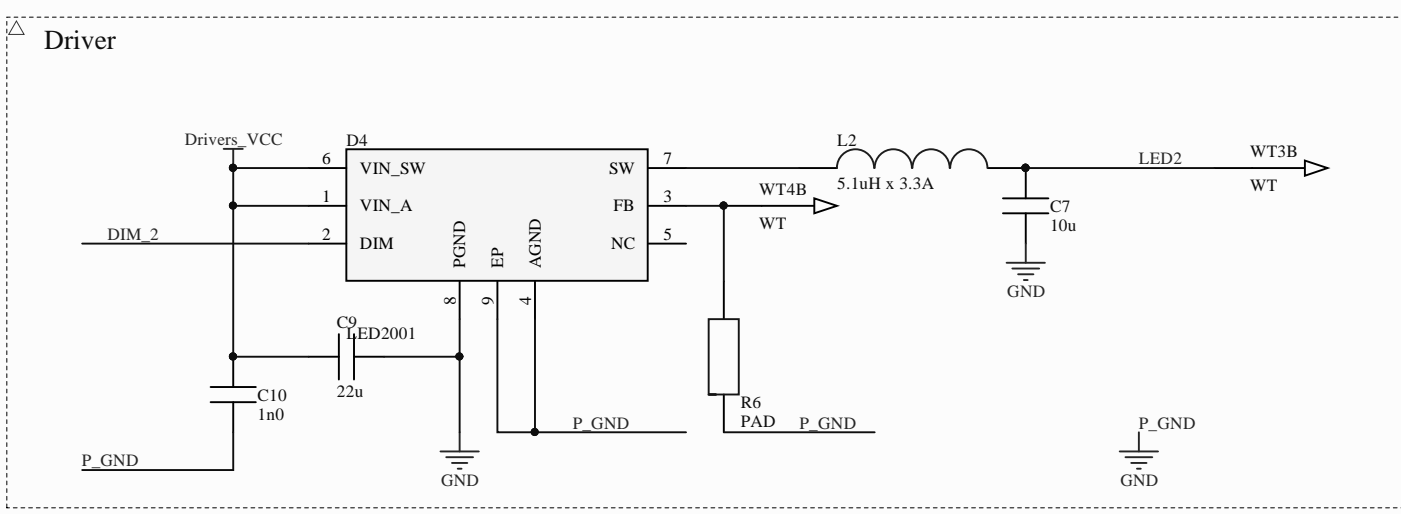 Driver
Drivers_VCC
D4
L2
WT3B
6
VIN_SW
SW
7
LED2
5.1uH x 3.3A
WT4B
WT
1
VIN_A
FB
3
WT
C7
10u
DIM_2
2
DIM
NC
5
PGND
EP
AGND
8
9
4
GND
C9
LED2001
22u
C10
1n0
R6
PAD
P_GND
P_GND
P_GND
P_GND
GND
GND